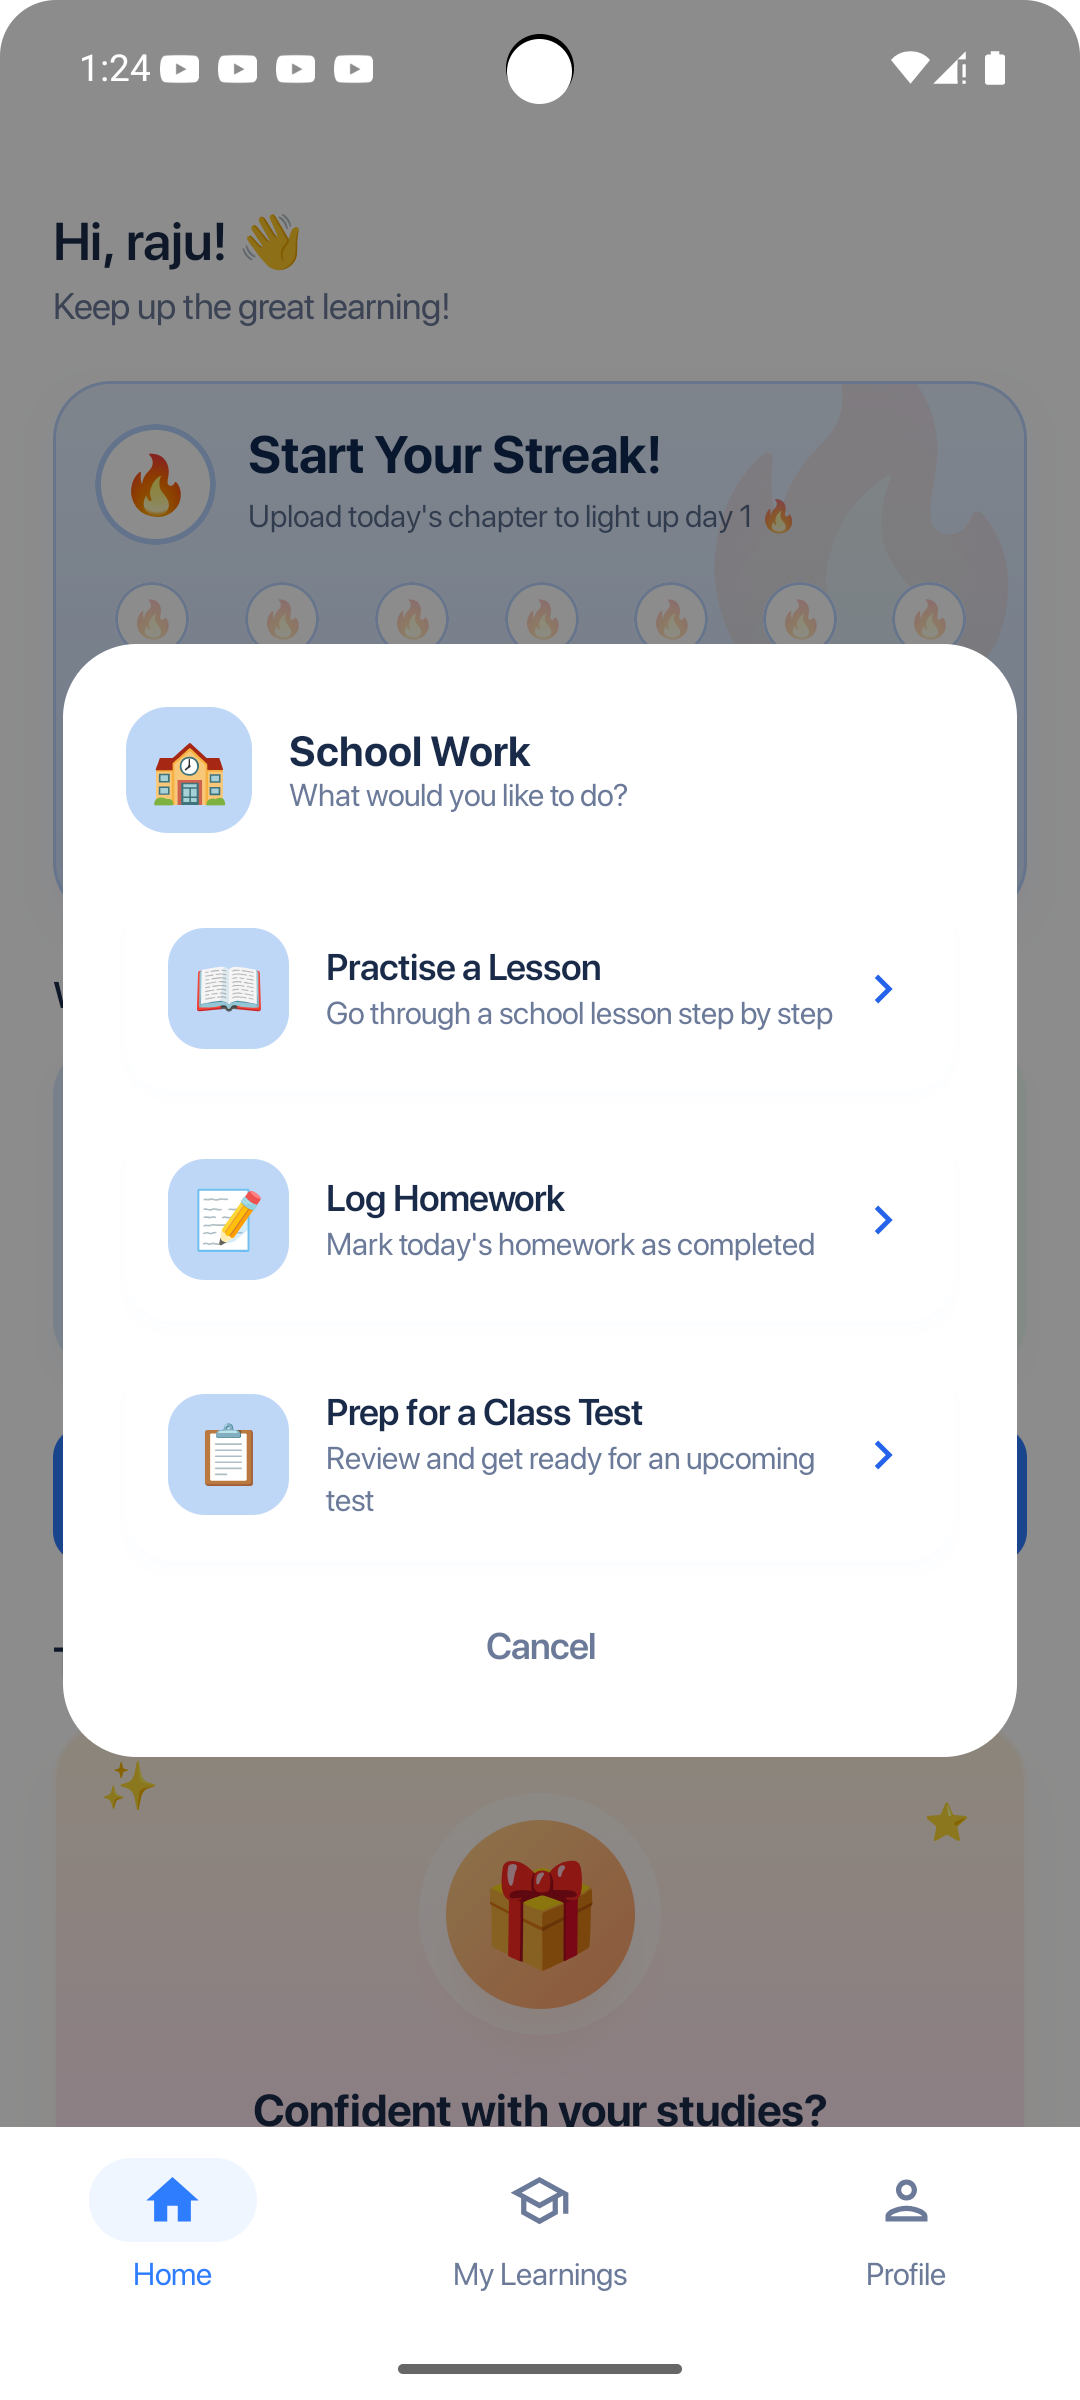 1:24
Hi, raju! 👋
Keep up the great learning!
Start Your Streak!
Upload today's chapter to light up day 1 🔥
School Work
What would you like to do?
Practise a Lesson
Go through a school lesson step by step
Log Homework
Mark today's homework as completed
Prep for a Class Test
Review and get ready for an upcoming
test
Cancel
Confident with your studies?
Home
My Learnings
Profile